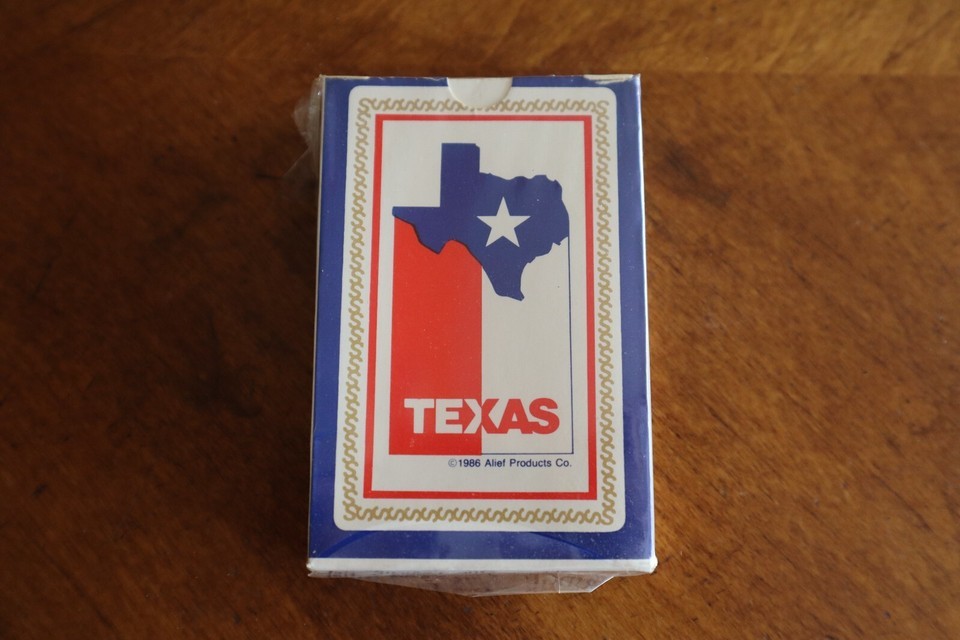 TEXAS
©1986 Alief Products Co.